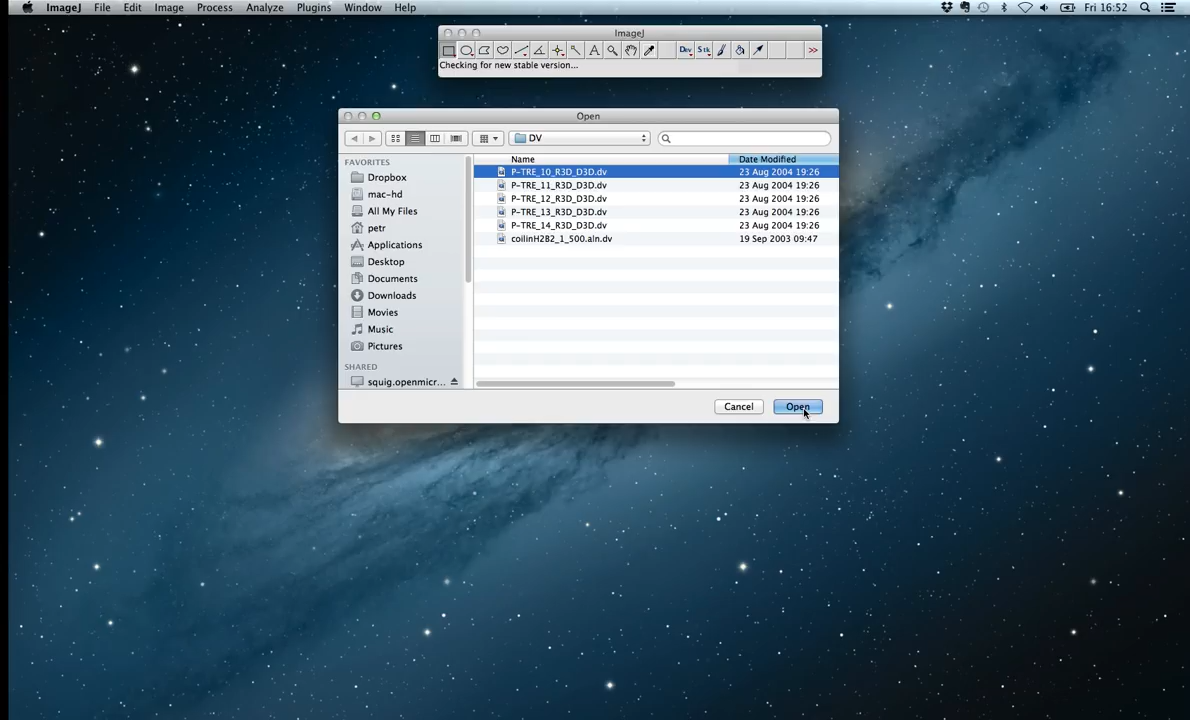 ImageJ File Edit Image Process Analyze Plugins Window Help Fri 16:52
ImageJ
Dev Stk >>
Checking for new stable version...
Open
DV
Name Date Modified
FAVORITES
Dropbox
mac-hd
All My Files
petr
Applications
Desktop
Documents
Downloads
Movies
Music
Pictures
SHARED
squig.openmicr...
P-TRE_10_R3D_D3D.dv 23 Aug 2004 19:26
P-TRE_11_R3D_D3D.dv 23 Aug 2004 19:26
P-TRE_12_R3D_D3D.dv 23 Aug 2004 19:26
P-TRE_13_R3D_D3D.dv 23 Aug 2004 19:26
P-TRE_14_R3D_D3D.dv 23 Aug 2004 19:26
coilinH2B2_1_500.aln.dv 19 Sep 2003 09:47
Cancel Open